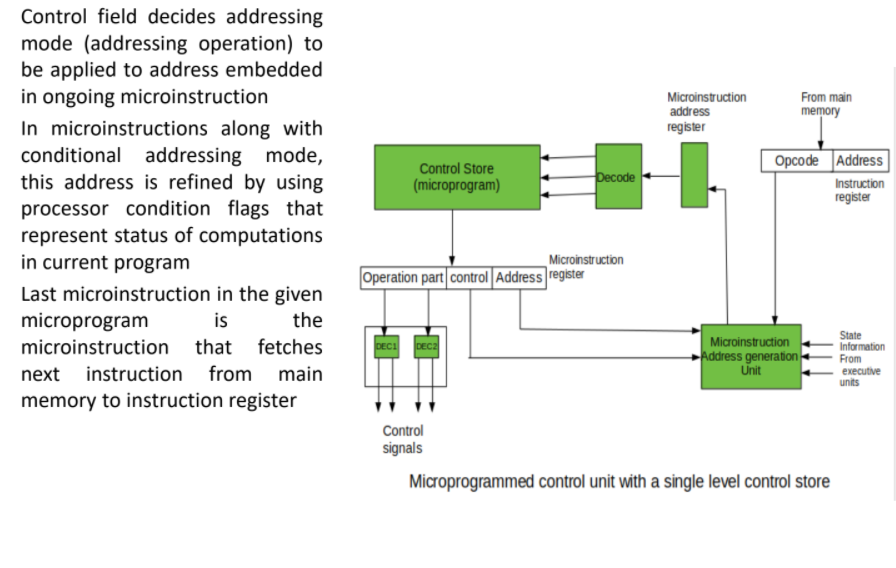 Control field decides addressing
mode (addressing operation) to
be applied to address embedded
in ongoing microinstruction
In microinstructions along with
conditional addressing mode,
this address is refined by using
processor condition flags that
represent status of computations
in current program
Last microinstruction in the given
microprogram is the
microinstruction that fetches
next instruction from main
memory to instruction register
Microinstruction
address
register
From main
memory
Control Store
(microprogram)
Decode
Opcode Address
Instruction
register
Operation part control Address
Microinstruction
register
DEC1 DEC2
Microinstruction
Address generation
Unit
State
Information
From
executive
units
Control
signals
Microprogrammed control unit with a single level control store